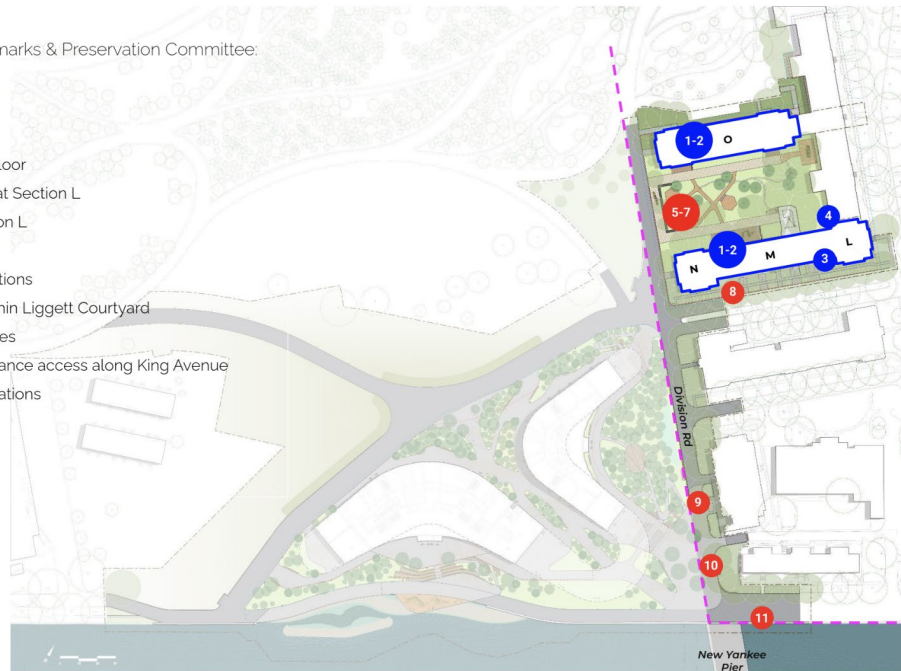 marks & Preservation Committee:
loor
at Section L
on L
tions
hin Liggett Courtyard
es
ance access along King Avenue
ations
1-2
O
5-7
4
1-2
N
M
L
3
8
Division Rd
9
10
11
New Yankee
Pier